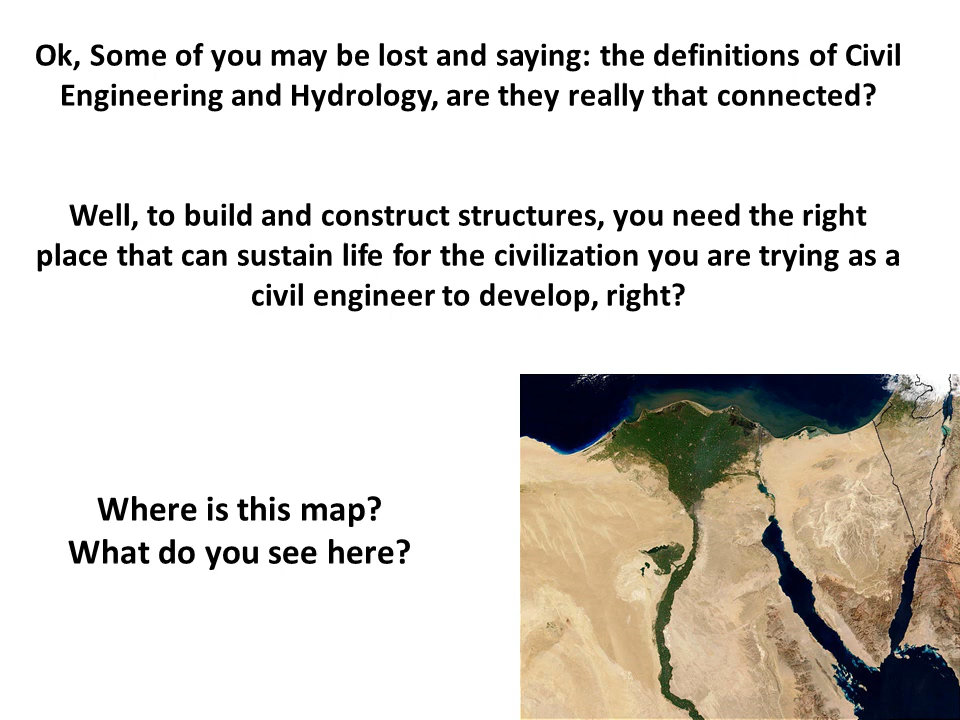 Ok, Some of you may be lost and saying: the definitions of Civil
Engineering and Hydrology, are they really that connected?
Well, to build and construct structures, you need the right
place that can sustain life for the civilization you are trying as a
civil engineer to develop, right?
Where is this map?
What do you see here?